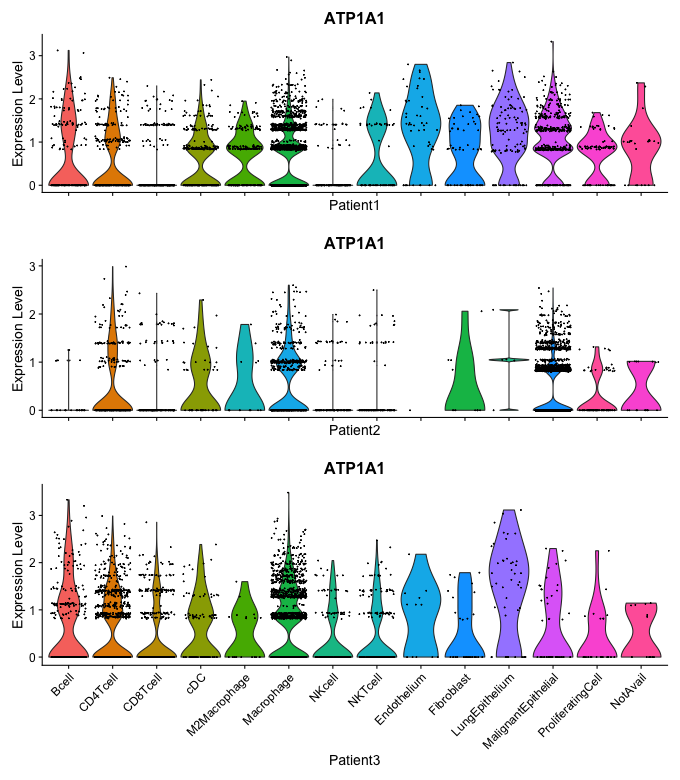 ATP1A1
Expression Level
3
2
1
0
Patient1
ATP1A1
Expression Level
3
2
1
0
Patient2
ATP1A1
Expression Level
3
2
1
0
Bcell
CD4Tcell
CD8Tcell
cDC
M2Macrophage
Macrophage
NKcell
NKTcell
Endothelium
Fibroblast
LungEpithelium
MalignantEpithelial
ProliferatingCell
NotAvail
Patient3